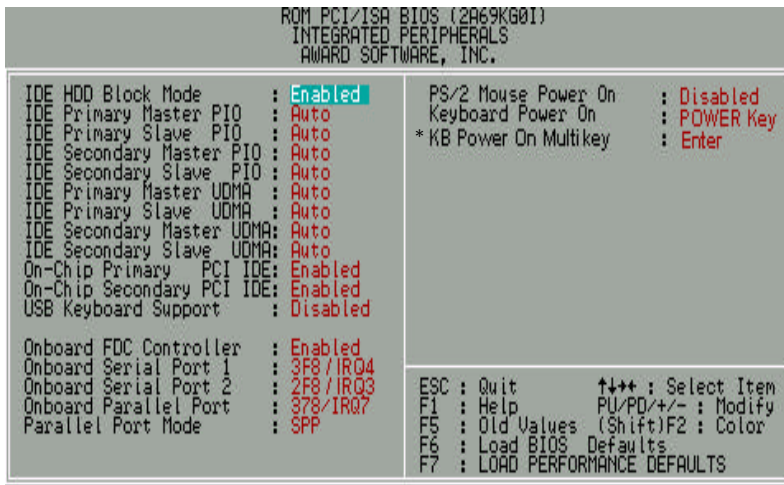 ROM PCI/ISA BIOS (2A69KG0I)
INTEGRATED PERIPHERALS
AWARD SOFTWARE, INC.
IDE HDD Block Mode : Enabled
IDE Primary Master PIO : Auto
IDE Primary Slave PIO : Auto
IDE Secondary Master PIO : Auto
IDE Secondary Slave PIO : Auto
IDE Primary Master UDMA : Auto
IDE Primary Slave UDMA : Auto
IDE Secondary Master UDMA: Auto
IDE Secondary Slave UDMA: Auto
On-Chip Primary PCI IDE: Enabled
On-Chip Secondary PCI IDE: Enabled
USB Keyboard Support : Disabled
Onboard FDC Controller : Enabled
Onboard Serial Port 1 : 3F8 / IRQ4
Onboard Serial Port 2 : 2F8 / IRQ3
Onboard Parallel Port : 378/IRQ7
Parallel Port Mode : SPP
PS/2 Mouse Power On : Disabled
Keyboard Power On : POWER Key
* KB Power On Multikey : Enter
ESC : Quit ↑↓→← : Select Item
F1 : Help PU/PD/+/- : Modify
F5 : Old Values (Shift)F2 : Color
F6 : Load BIOS Defaults
F7 : LOAD PERFORMANCE DEFAULTS